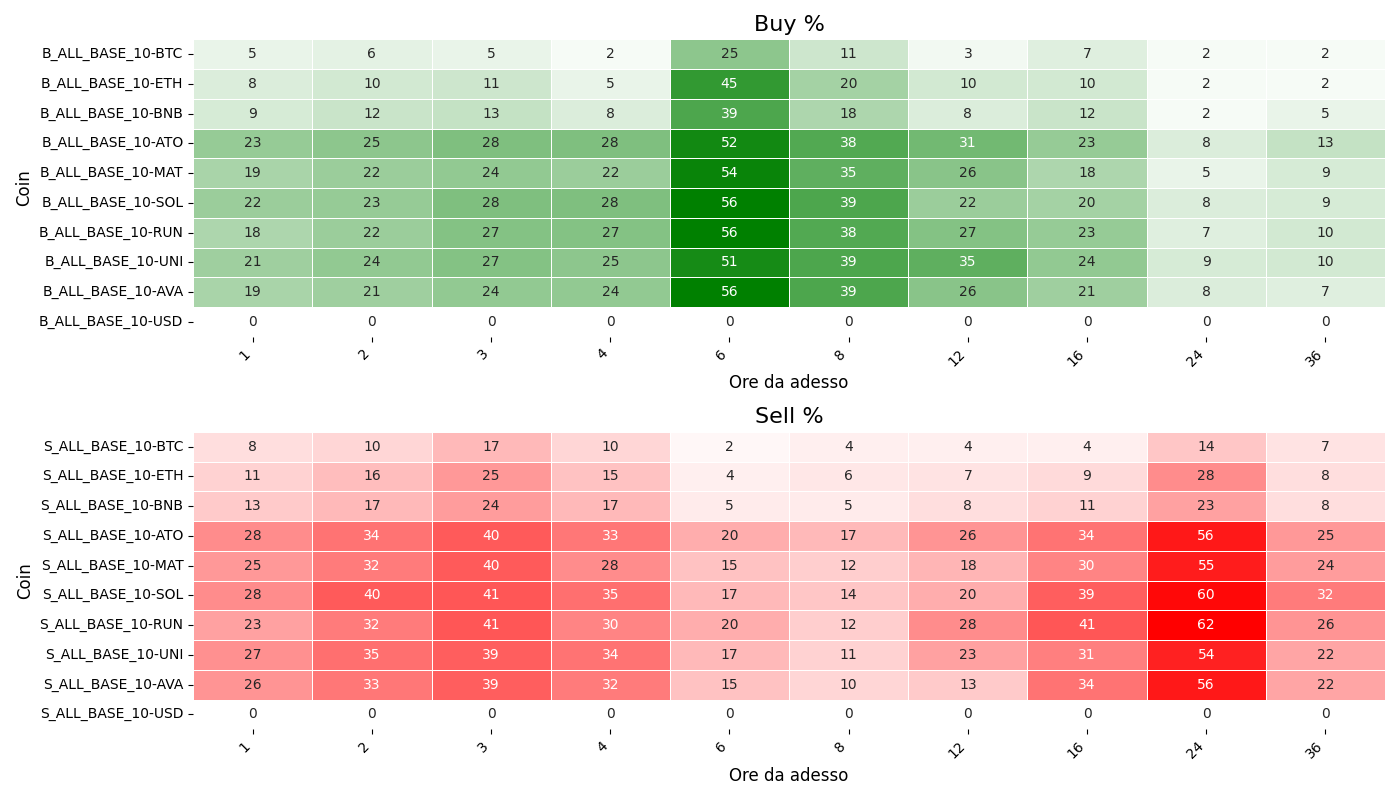 Buy %
B_ALL_BASE_10-BTC 5 6 5 2 25 11 3 7 2 2
B_ALL_BASE_10-ETH 8 10 11 5 45 20 10 10 2 2
B_ALL_BASE_10-BNB 9 12 13 8 39 18 8 12 2 5
B_ALL_BASE_10-ATO 23 25 28 28 52 38 31 23 8 13
B_ALL_BASE_10-MAT 19 22 24 22 54 35 26 18 5 9
Coin
B_ALL_BASE_10-SOL 22 23 28 28 56 39 22 20 8 9
B_ALL_BASE_10-RUN 18 22 27 27 56 38 27 23 7 10
B_ALL_BASE_10-UNI 21 24 27 25 51 39 35 24 9 10
B_ALL_BASE_10-AVA 19 21 24 24 56 39 26 21 8 7
B_ALL_BASE_10-USD 0 0 0 0 0 0 0 0 0 0
1 2 3 4 6 8 12 16 24 36
Ore da adesso
Sell %
S_ALL_BASE_10-BTC 8 10 17 10 2 4 4 4 14 7
S_ALL_BASE_10-ETH 11 16 25 15 4 6 7 9 28 8
S_ALL_BASE_10-BNB 13 17 24 17 5 5 8 11 23 8
S_ALL_BASE_10-ATO 28 34 40 33 20 17 26 34 56 25
S_ALL_BASE_10-MAT 25 32 40 28 15 12 18 30 55 24
Coin
S_ALL_BASE_10-SOL 28 40 41 35 17 14 20 39 60 32
S_ALL_BASE_10-RUN 23 32 41 30 20 12 28 41 62 26
S_ALL_BASE_10-UNI 27 35 39 34 17 11 23 31 54 22
S_ALL_BASE_10-AVA 26 33 39 32 15 10 13 34 56 22
S_ALL_BASE_10-USD 0 0 0 0 0 0 0 0 0 0
1 2 3 4 6 8 12 16 24 36
Ore da adesso